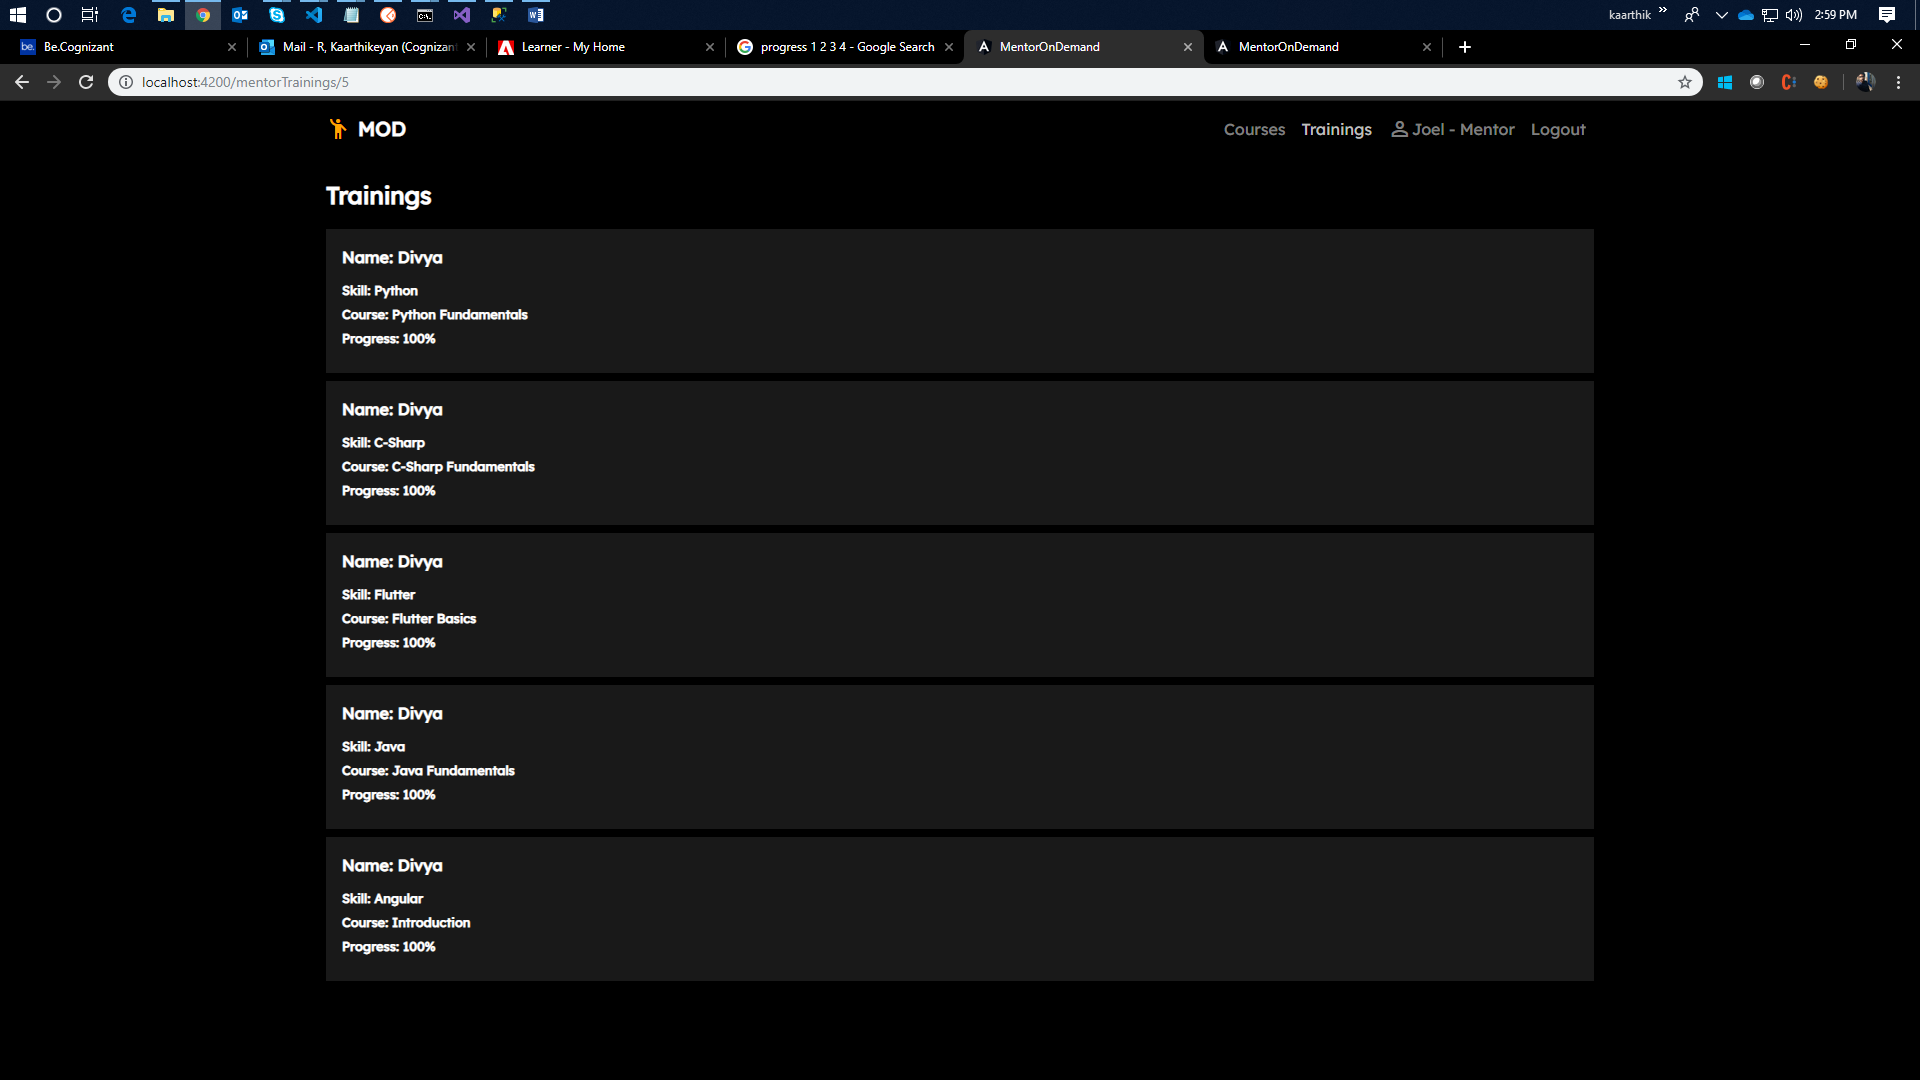 kaarthik
2:59 PM
be. Be.Cognizant
Mail - R, Kaarthikeyan (Cognizant
Learner - My Home
progress 1 2 3 4 - Google Search
MentorOnDemand
MentorOnDemand
localhost:4200/mentorTrainings/5
MOD
Courses Trainings Joel - Mentor Logout
Trainings
Name: Divya
Skill: Python
Course: Python Fundamentals
Progress: 100%
Name: Divya
Skill: C-Sharp
Course: C-Sharp Fundamentals
Progress: 100%
Name: Divya
Skill: Flutter
Course: Flutter Basics
Progress: 100%
Name: Divya
Skill: Java
Course: Java Fundamentals
Progress: 100%
Name: Divya
Skill: Angular
Course: Introduction
Progress: 100%